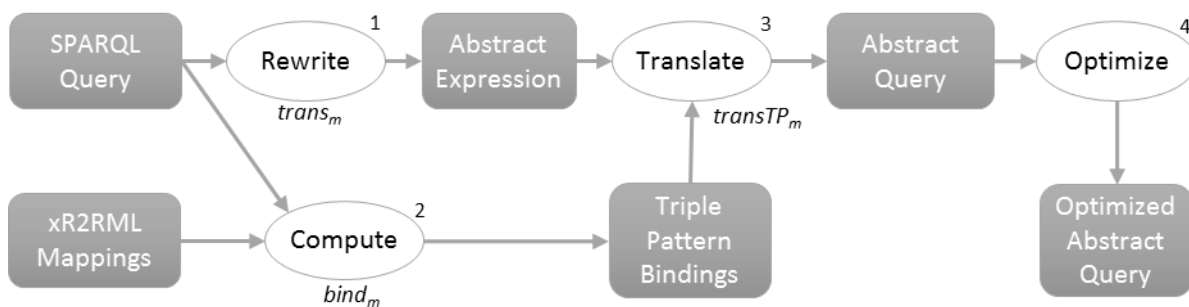 SPARQL
Query
1
Rewrite
trans_m
Abstract
Expression
3
Translate
transTP_m
Abstract
Query
4
Optimize
xR2RML
Mappings
2
Compute
bind_m
Triple
Pattern
Bindings
Optimized
Abstract
Query